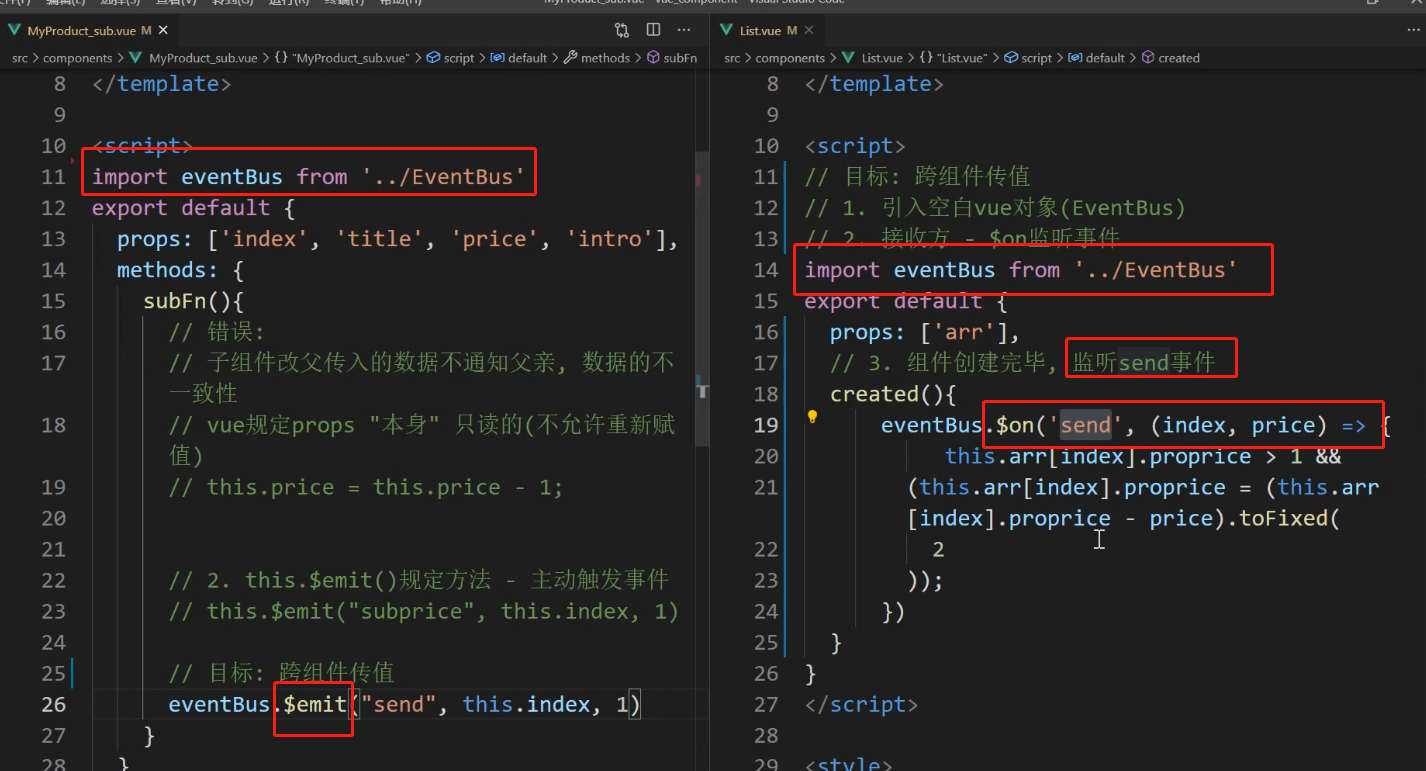 MyProduct_sub.vue M ×
src > components > MyProduct_sub.vue > {} "MyProduct_sub.vue" > script > default > methods > subFn
8 </template>
9
10 <script>
11 import eventBus from '../EventBus'
12 export default {
13 props: ['index', 'title', 'price', 'intro'],
14 methods: {
15 subFn(){
16 // 错误:
17 // 子组件改父传入的数据不通知父亲, 数据的不
一致性
18 // vue规定props "本身" 只读的(不允许重新赋
值)
19 // this.price = this.price - 1;
20
21
22 // 2. this.$emit()规定方法 - 主动触发事件
23 // this.$emit("subprice", this.index, 1)
24
25 // 目标: 跨组件传值
26 eventBus.$emit("send", this.index, 1)
27 }
28 }
List.vue M ×
src > components > List.vue > {} "List.vue" > script > default > created
8 </template>
9
10 <script>
11 // 目标: 跨组件传值
12 // 1. 引入空白vue对象(EventBus)
13 // 2. 接收方 - $on监听事件
14 import eventBus from '../EventBus'
15 export default {
16 props: ['arr'],
17 // 3. 组件创建完毕, 监听send事件
18 created(){
19 eventBus.$on('send', (index, price) => {
20 this.arr[index].proprice > 1 &&
21 (this.arr[index].proprice = (this.arr
[index].proprice - price).toFixed(
22 2
23 ));
24 })
25 }
26 }
27 </script>
28
29 <style>